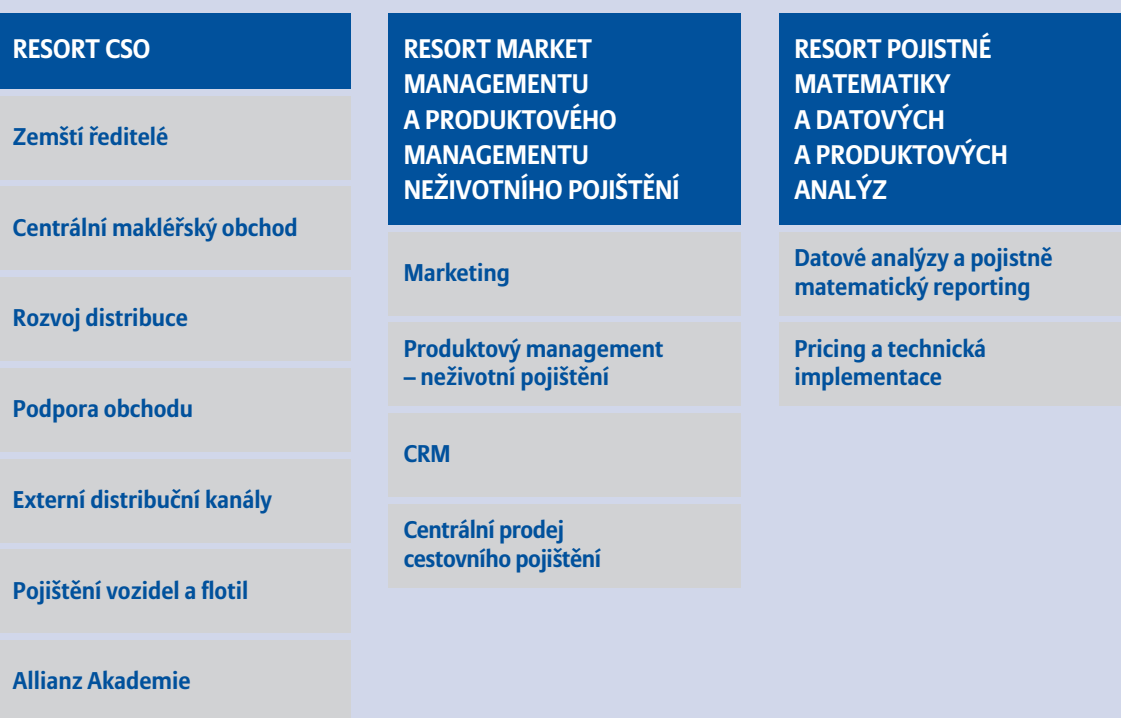 RESORT CSO
Zemští ředitelé
Centrální makléřský obchod
Rozvoj distribuce
Podpora obchodu
Externí distribuční kanály
Pojištění vozidel a flotil
Allianz Akademie
RESORT MARKET
MANAGEMENTU
A PRODUKTOVÉHO
MANAGEMENTU
NEŽIVOTNÍHO POJIŠTĚNÍ
Marketing
Produktový management
– neživotní pojištění
CRM
Centrální prodej
cestovního pojištění
RESORT POJISTNÉ
MATEMATIKY
A DATOVÝCH
A PRODUKTOVÝCH
ANALÝZ
Datové analýzy a pojistně
matematický reporting
Pricing a technická
implementace